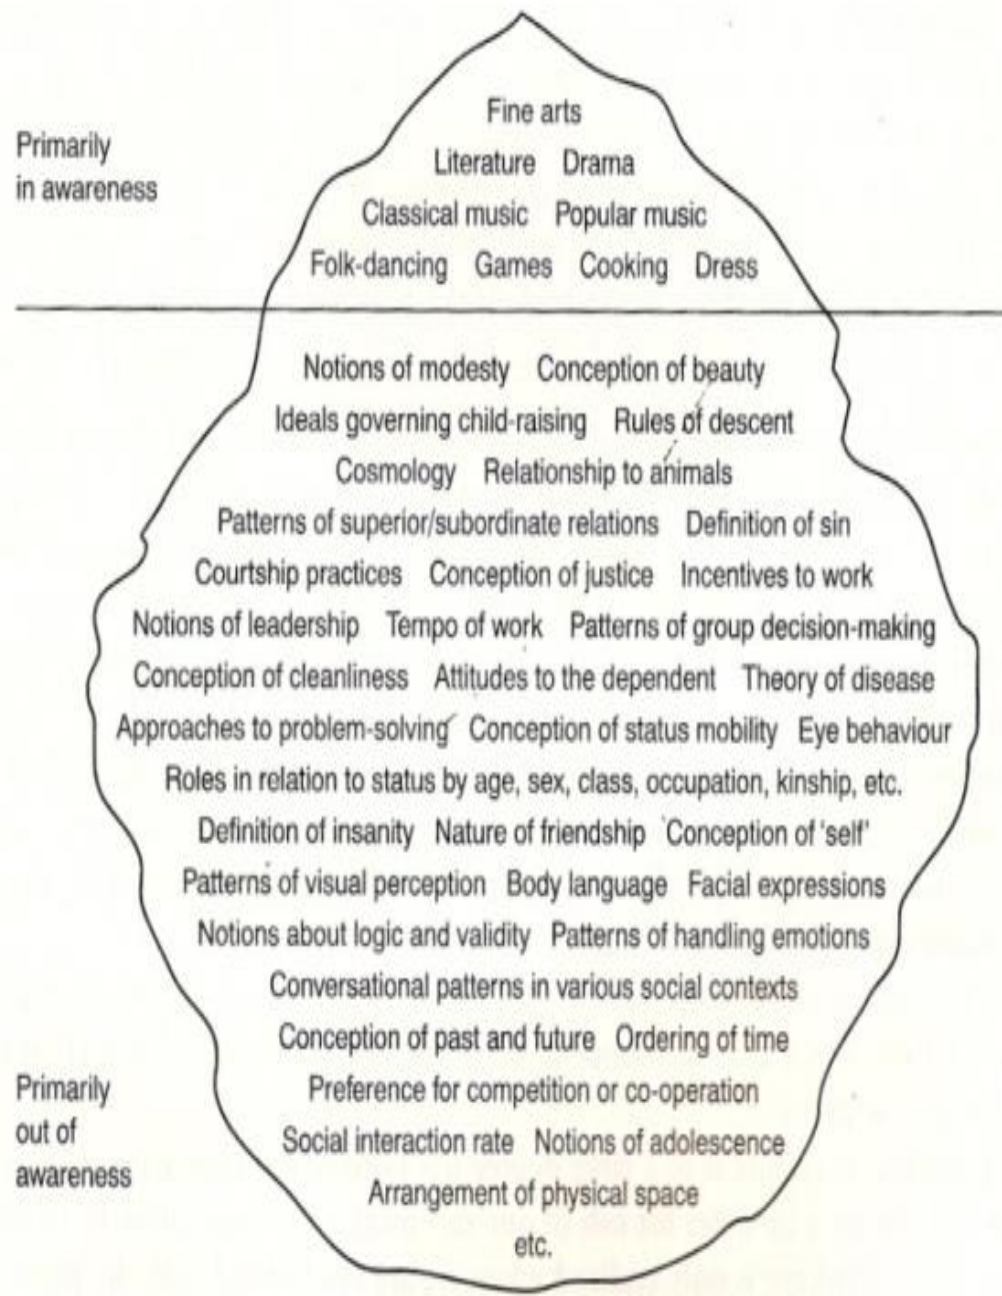 Primarily
in awareness
Fine arts
Literature Drama
Classical music Popular music
Folk-dancing Games Cooking Dress
Notions of modesty Conception of beauty
Ideals governing child-raising Rules of descent
Cosmology Relationship to animals
Patterns of superior/subordinate relations Definition of sin
Courtship practices Conception of justice Incentives to work
Notions of leadership Tempo of work Patterns of group decision-making
Conception of cleanliness Attitudes to the dependent Theory of disease
Approaches to problem-solving Conception of status mobility Eye behaviour
Roles in relation to status by age, sex, class, occupation, kinship, etc.
Definition of insanity Nature of friendship Conception of 'self'
Patterns of visual perception Body language Facial expressions
Notions about logic and validity Patterns of handling emotions
Conversational patterns in various social contexts
Conception of past and future Ordering of time
Preference for competition or co-operation
Social interaction rate Notions of adolescence
Arrangement of physical space
etc.
Primarily
out of
awareness